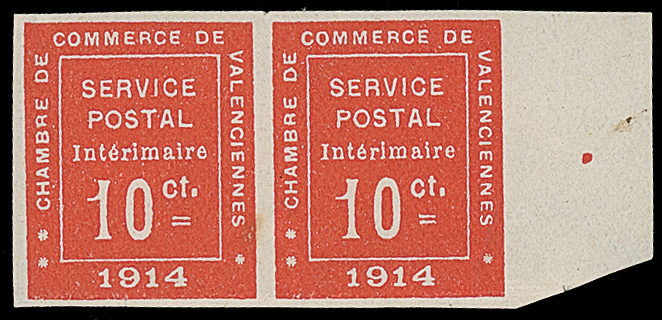 CHAMBRE DE COMMERCE DE VALENCIENNES
SERVICE
POSTAL
Intérimaire
10 ct.
1914
CHAMBRE DE COMMERCE DE VALENCIENNES
SERVICE
POSTAL
Intérimaire
10 ct.
1914